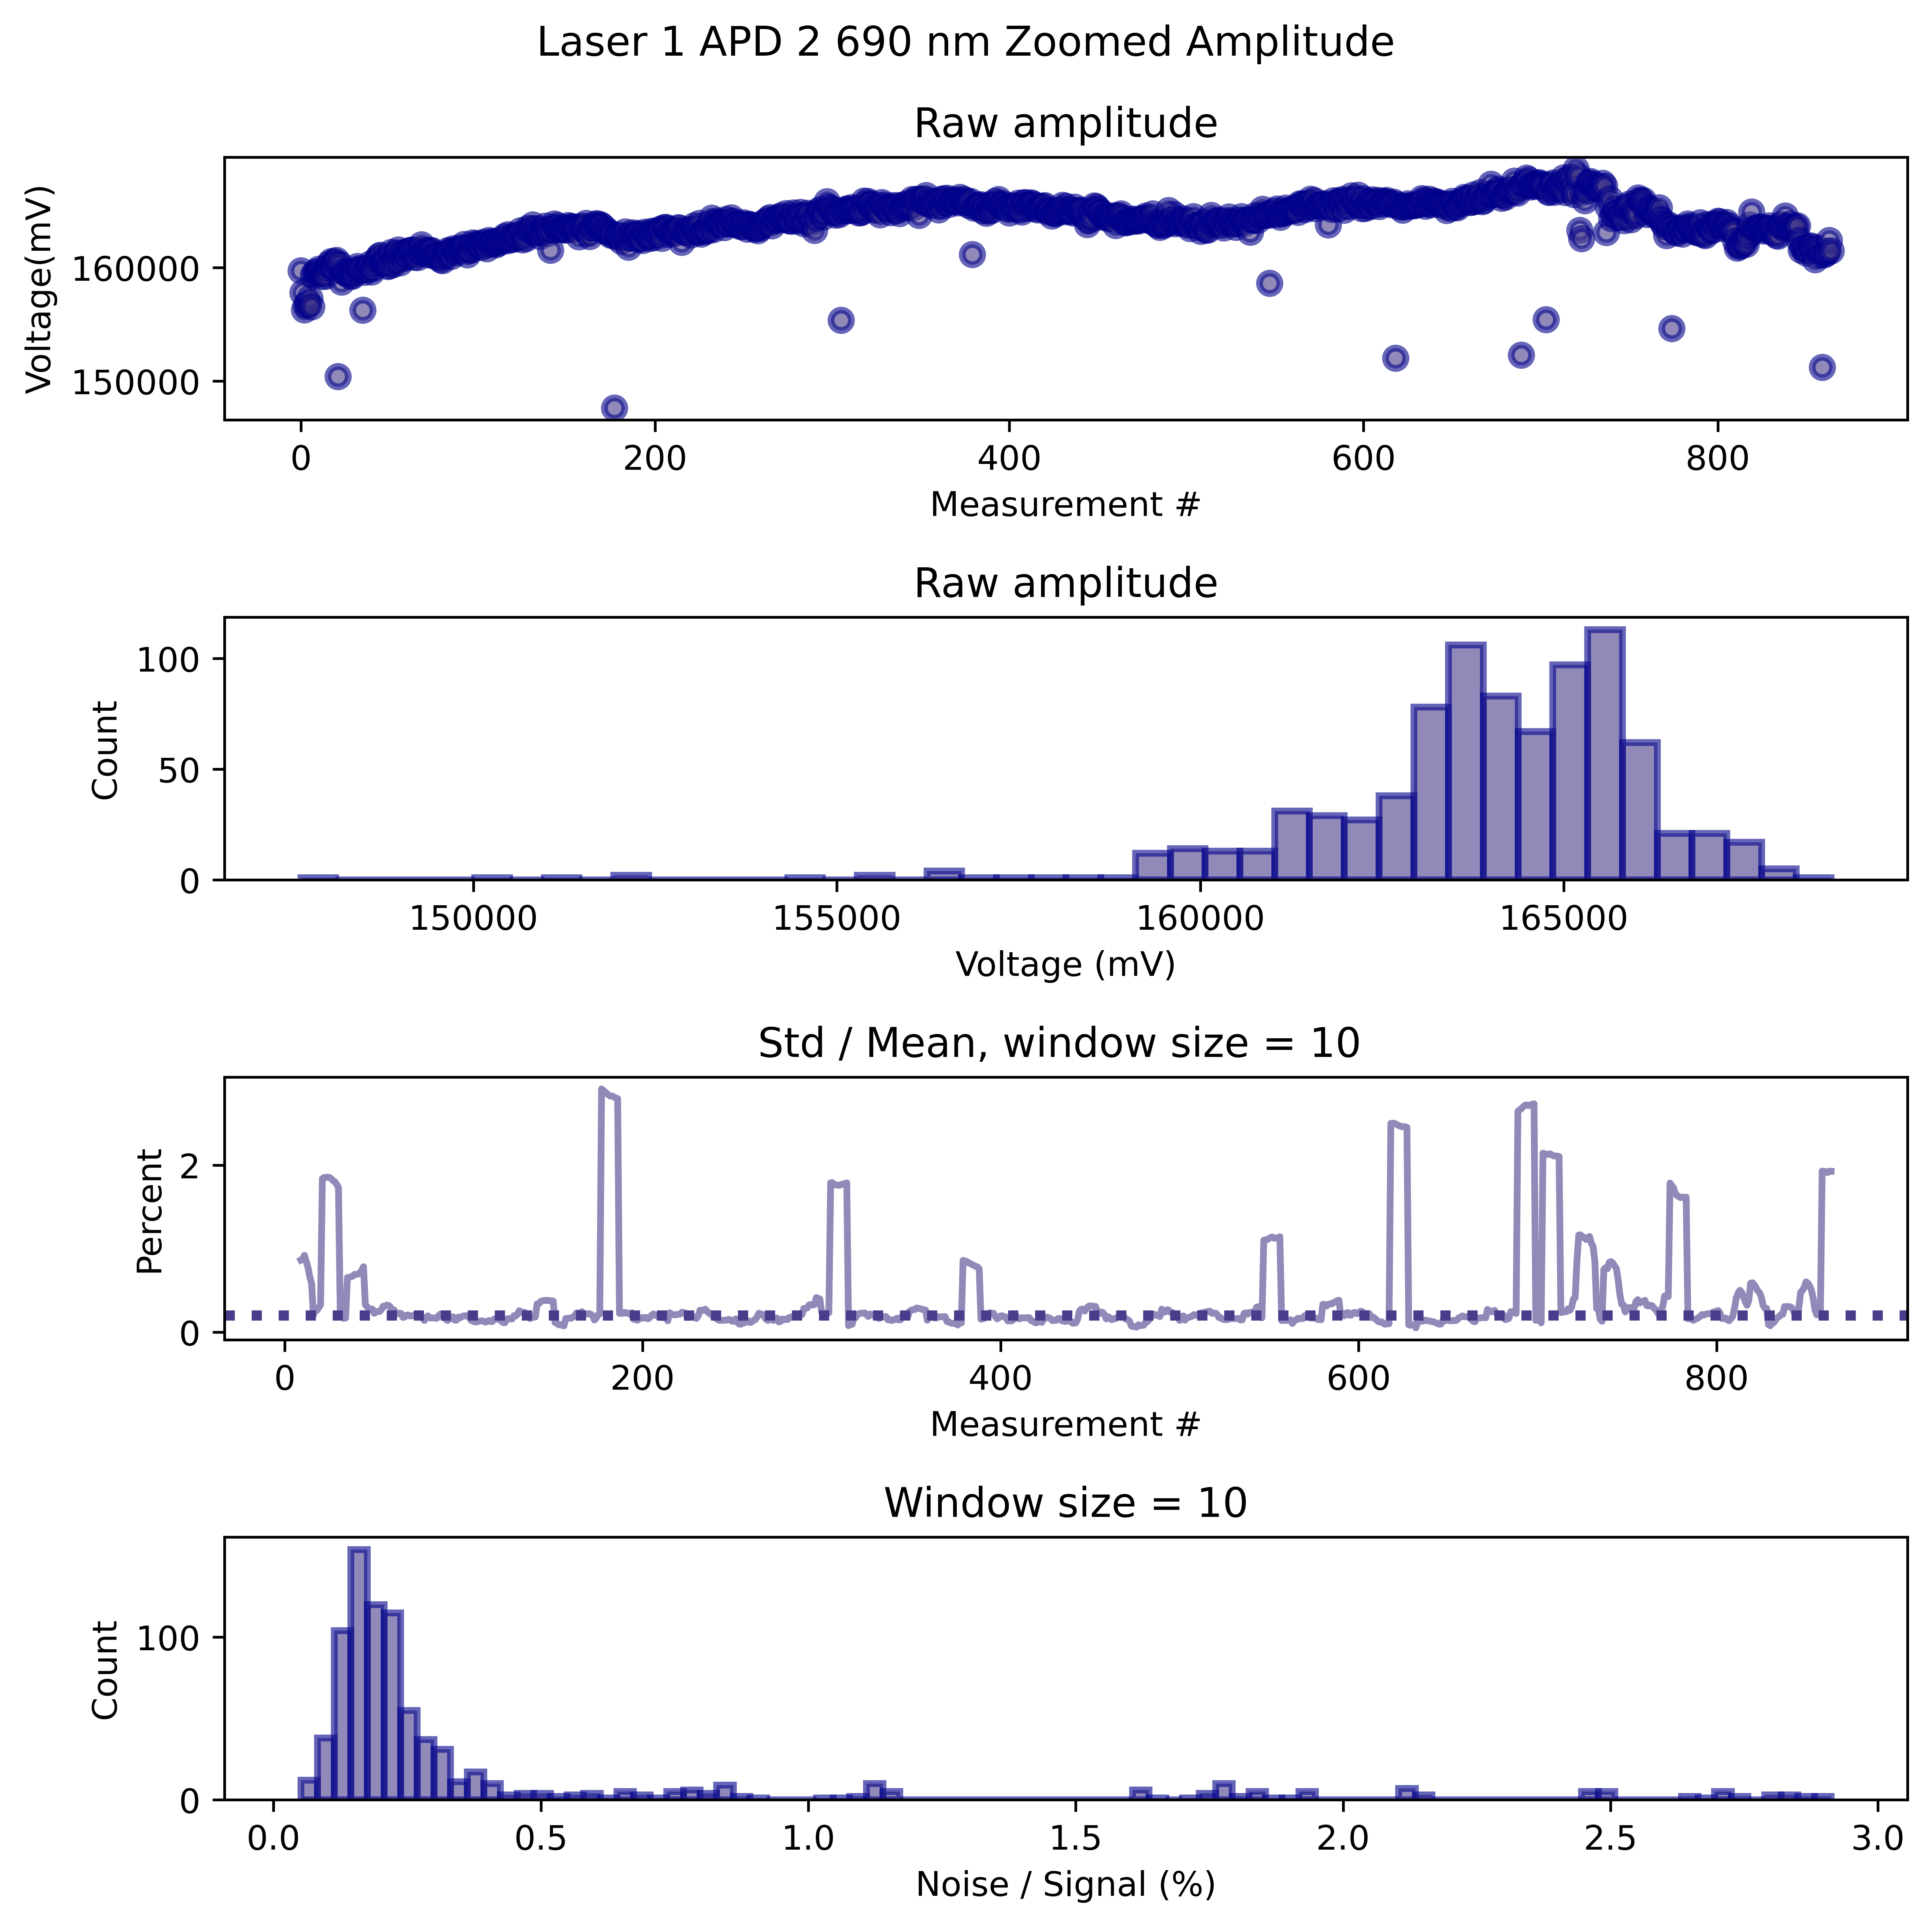 Laser 1 APD 2 690 nm Zoomed Amplitude
Raw amplitude
Voltage(mV)
160000
150000
0 200 400 600 800
Measurement #
Raw amplitude
Count
100
50
0
150000 155000 160000 165000
Voltage (mV)
Std / Mean, window size = 10
Percent
2
0
0 200 400 600 800
Measurement #
Window size = 10
Count
100
0
0.0 0.5 1.0 1.5 2.0 2.5 3.0
Noise / Signal (%)